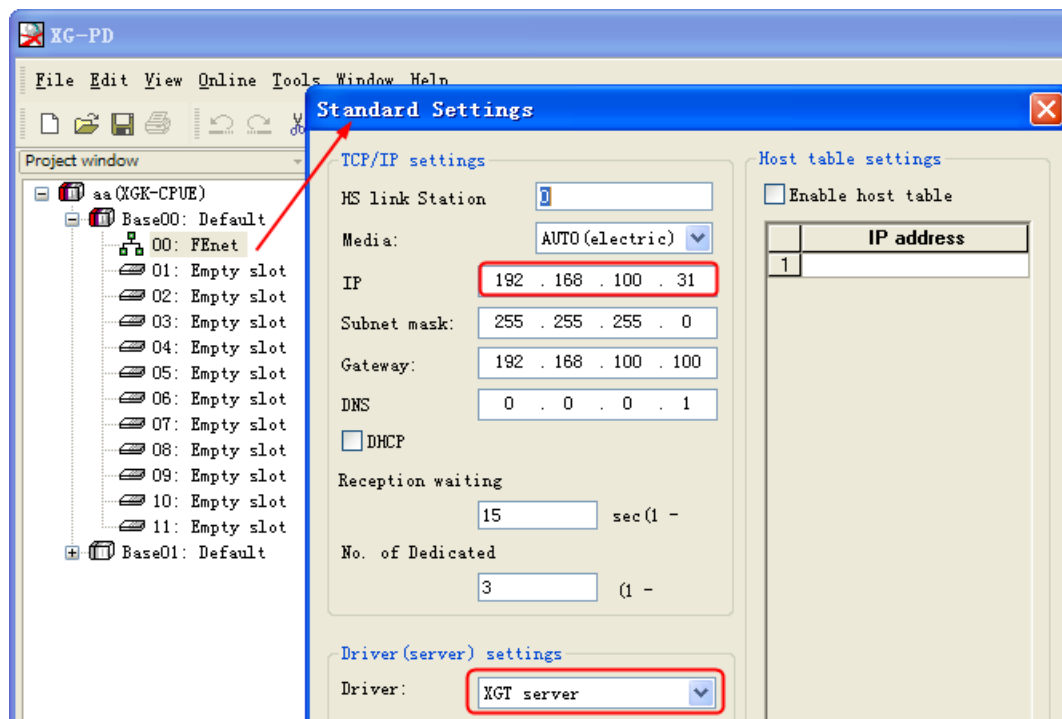 XG-PD
File Edit View Online Tools Window Help
Standard Settings
Project window
aa(XGK-CPUE)
Base00: Default
00: FEnet
01: Empty slot
02: Empty slot
03: Empty slot
04: Empty slot
05: Empty slot
06: Empty slot
07: Empty slot
08: Empty slot
09: Empty slot
10: Empty slot
11: Empty slot
Base01: Default
TCP/IP settings
HS link Station 0
Media: AUTO(electric)
IP 192 . 168 . 100 . 31
Subnet mask: 255 . 255 . 255 . 0
Gateway: 192 . 168 . 100 . 100
DNS 0 . 0 . 0 . 1
DHCP
Reception waiting
15 sec(1 -
No. of Dedicated
3 (1 -
Driver(server) settings
Driver: XGT server
Host table settings
Enable host table
IP address
1